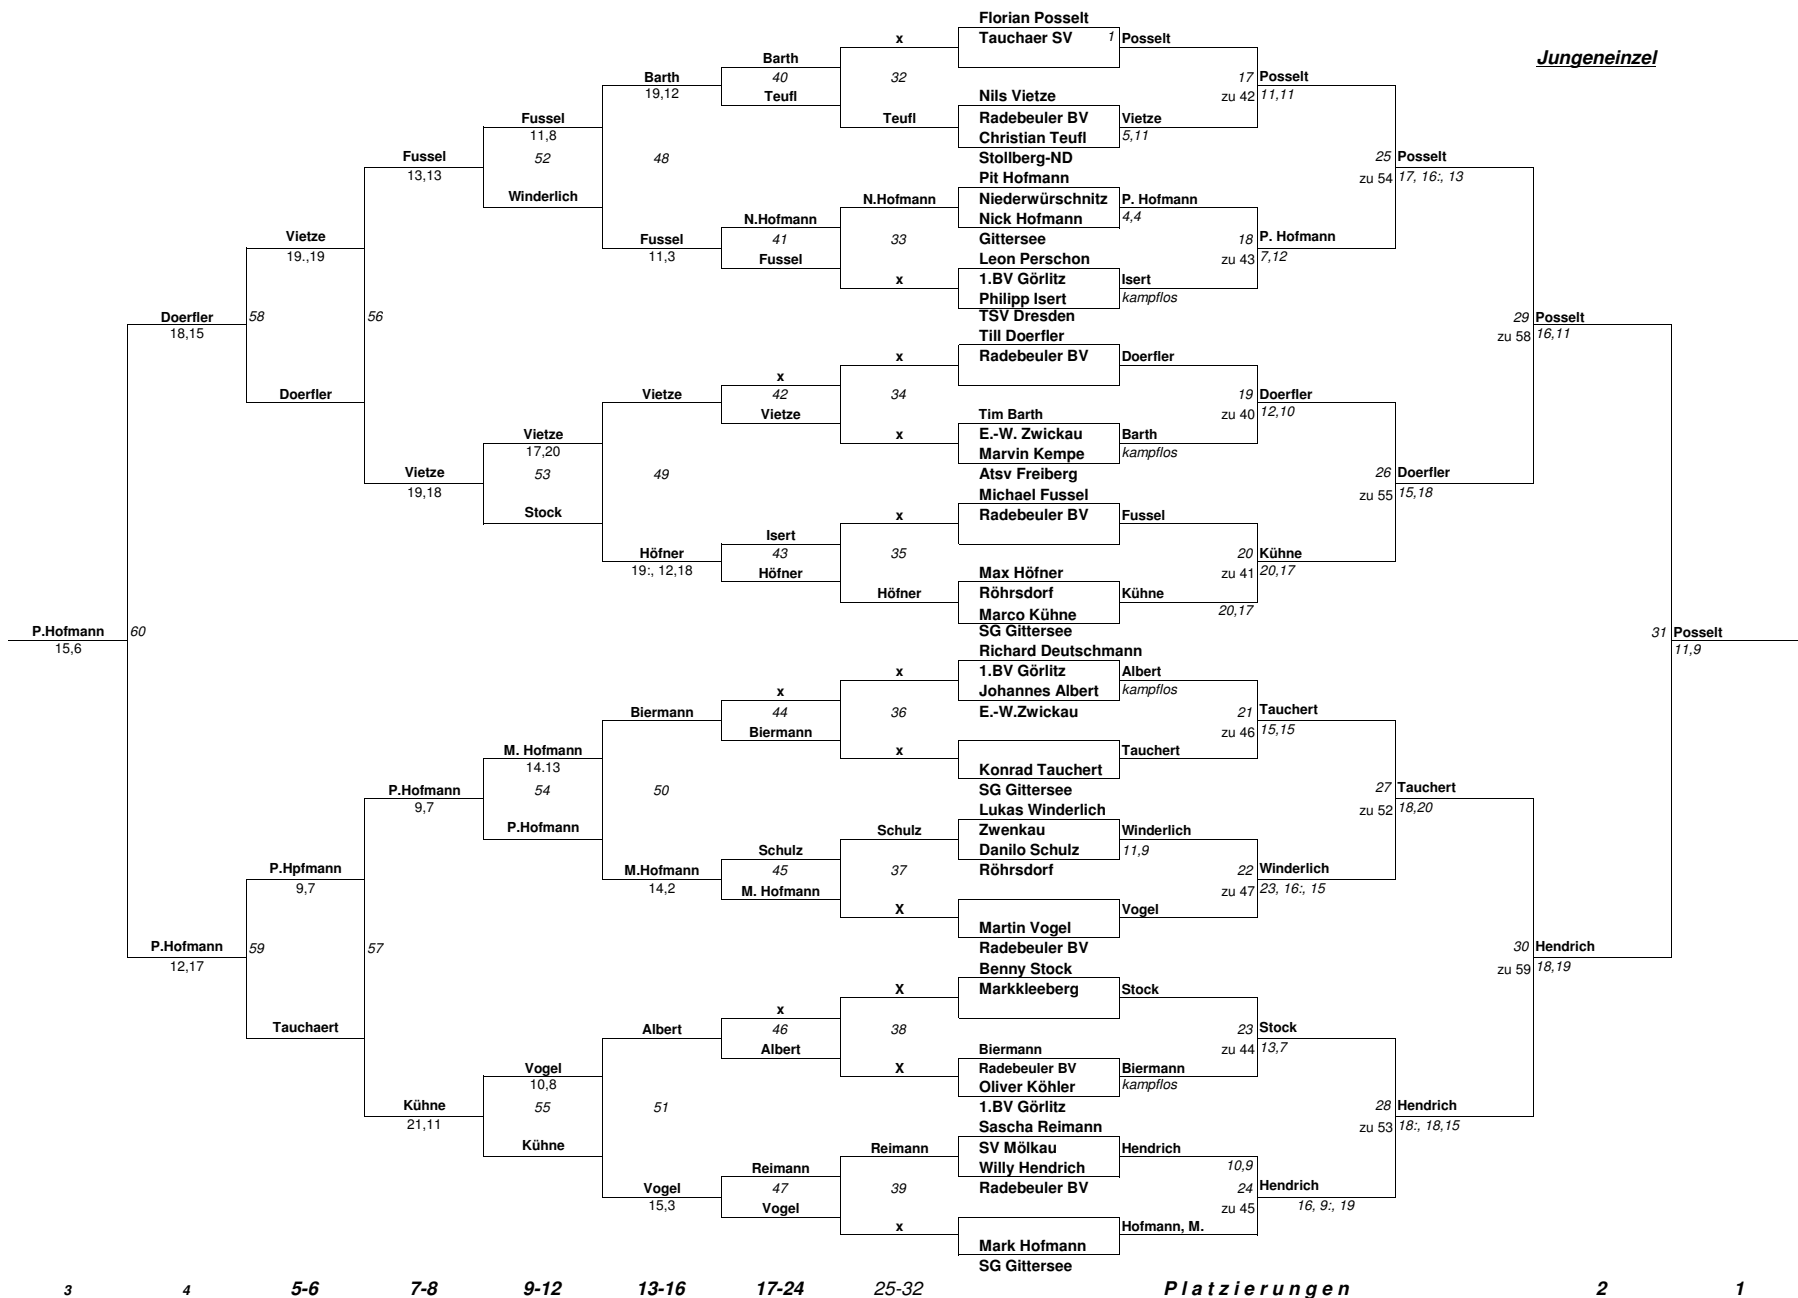 Florian Posselt
x Tauchaer SV 1 Posselt
Jungeneinzel
Barth
Barth 40 32 17 Posselt
19,12 Teufl Nils Vietze zu 42 11,11
Fussel Teufl Radebeuler BV Vietze
11,8 Christian Teufl 5,11
Fussel 52 48 Stollberg-ND 25 Posselt
13,13 Pit Hofmann zu 54 17, 16:, 13
Winderlich N.Hofmann Niederwürschnitz P. Hofmann
N.Hofmann Nick Hofmann 4,4
Vietze Fussel 41 33 Gittersee 18 P. Hofmann
19.,19 11,3 Fussel Leon Perschon zu 43 7,12
x 1.BV Görlitz Isert
Philipp Isert kampflos
Doerfler 58 56 TSV Dresden 29 Posselt
18,15 Till Doerfler zu 58 16,11
x Radebeuler BV Doerfler
x
Doerfler Vietze 42 34 19 Doerfler
Vietze Tim Barth zu 40 12,10
Vietze x E.-W. Zwickau Barth
17,20 Marvin Kempe kampflos
Vietze 53 49 Atsv Freiberg 26 Doerfler
19,18 Michael Fussel zu 55 15,18
Stock x Radebeuler BV Fussel
Isert
Höfner 43 35 20 Kühne
19:, 12,18 Höfner Max Höfner zu 41 20,17
Höfner Röhrsdorf Kühne
Marco Kühne 20,17
P.Hofmann 60 SG Gittersee 31 Posselt
15,6 Richard Deutschmann 11,9
x 1.BV Görlitz Albert
x Johannes Albert kampflos
Biermann 44 36 E.-W.Zwickau 21 Tauchert
Biermann zu 46 15,15
M. Hofmann x Tauchert
14.13 Konrad Tauchert
P.Hofmann 54 50 SG Gittersee 27 Tauchert
9,7 Lukas Winderlich zu 52 18,20
P.Hofmann Schulz Zwenkau Winderlich
Schulz Danilo Schulz 11,9
P.Hpfmann M.Hofmann 45 37 Röhrsdorf 22 Winderlich
9,7 14,2 M. Hofmann zu 47 23, 16:, 15
X Vogel
Martin Vogel
P.Hofmann 59 57 Radebeuler BV 30 Hendrich
12,17 Benny Stock zu 59 18,19
X Markkleeberg Stock
x
Tauchaert Albert 46 38 23 Stock
Albert Biermann zu 44 13,7
Vogel X Radebeuler BV Biermann
10,8 Oliver Köhler kampflos
Kühne 55 51 1.BV Görlitz 28 Hendrich
21,11 Sascha Reimann zu 53 18:, 18,15
Kühne Reimann SV Mölkau Hendrich
Reimann Willy Hendrich 10,9
Vogel 47 39 Radebeuler BV 24 Hendrich
15,3 Vogel zu 45 16, 9:, 19
x Hofmann, M.
Mark Hofmann
SG Gittersee
3 4 5-6 7-8 9-12 13-16 17-24 25-32 Platzierungen 2 1